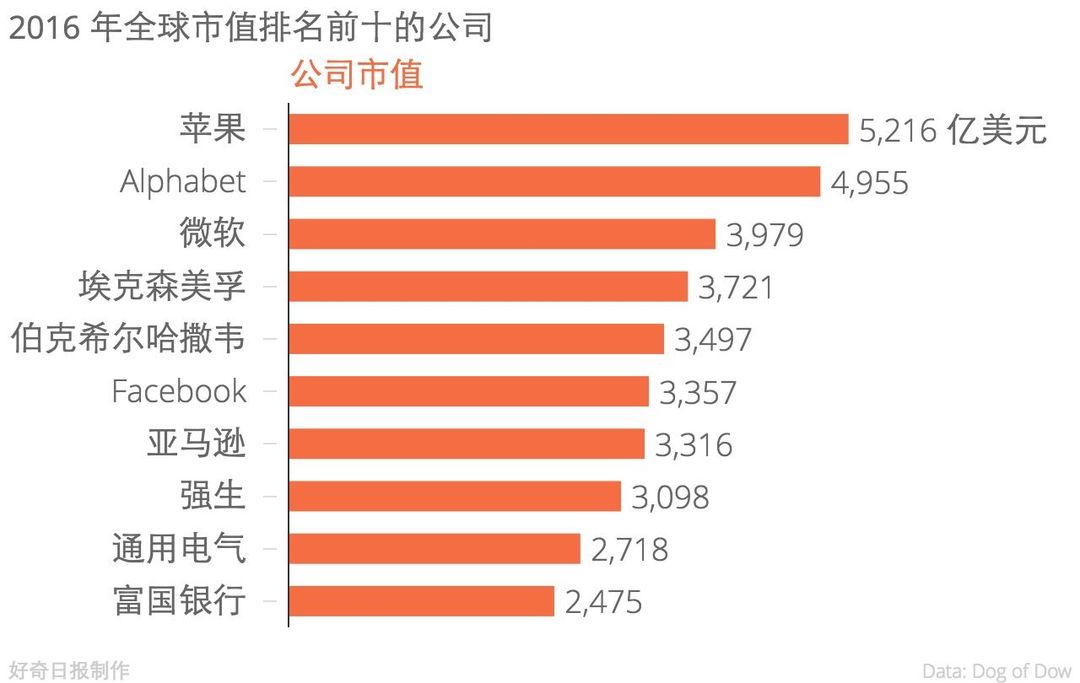 2016 年全球市值排名前十的公司
公司市值
苹果 5,216 亿美元
Alphabet 4,955
微软 3,979
埃克森美孚 3,721
伯克希尔哈撒韦 3,497
Facebook 3,357
亚马逊 3,316
强生 3,098
通用电气 2,718
富国银行 2,475
好奇日报制作 Data: Dog of Dow